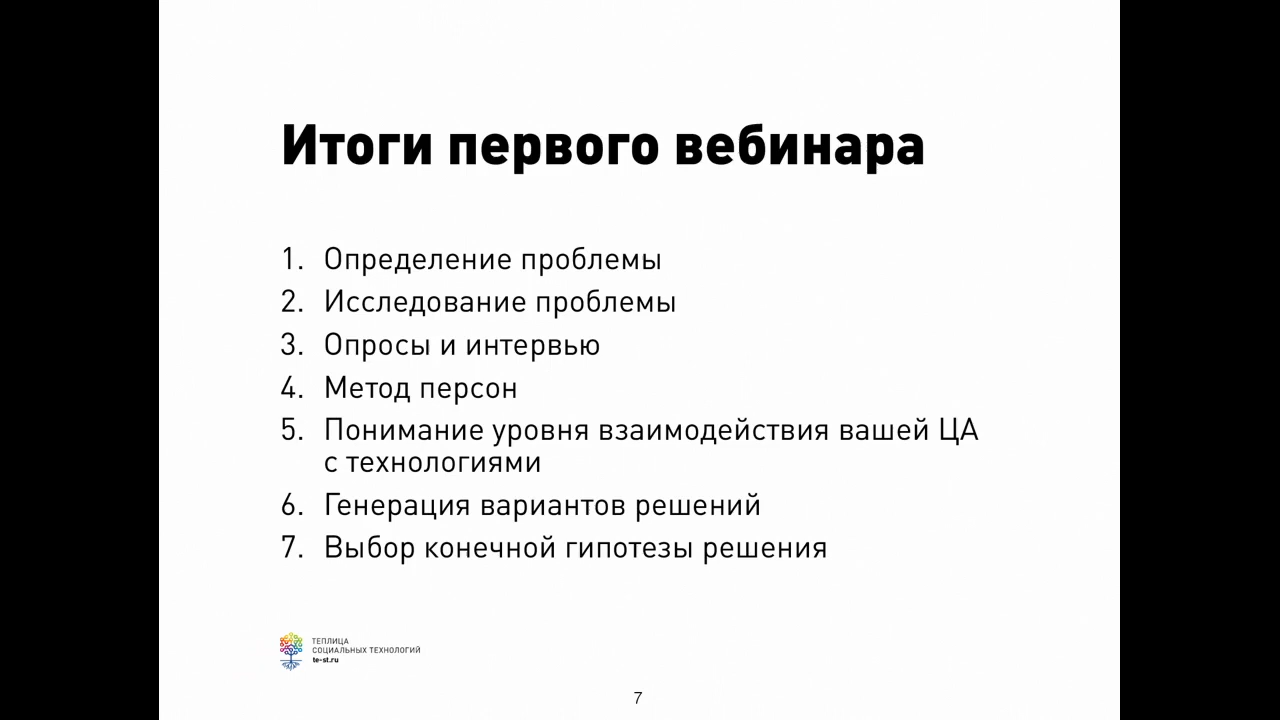 Итоги первого вебинара
1. Определение проблемы
2. Исследование проблемы
3. Опросы и интервью
4. Метод персон
5. Понимание уровня взаимодействия вашей ЦА
с технологиями
6. Генерация вариантов решений
7. Выбор конечной гипотезы решения
ТЕПЛИЦА
СОЦИАЛЬНЫХ ТЕХНОЛОГИЙ
te-st.ru
7